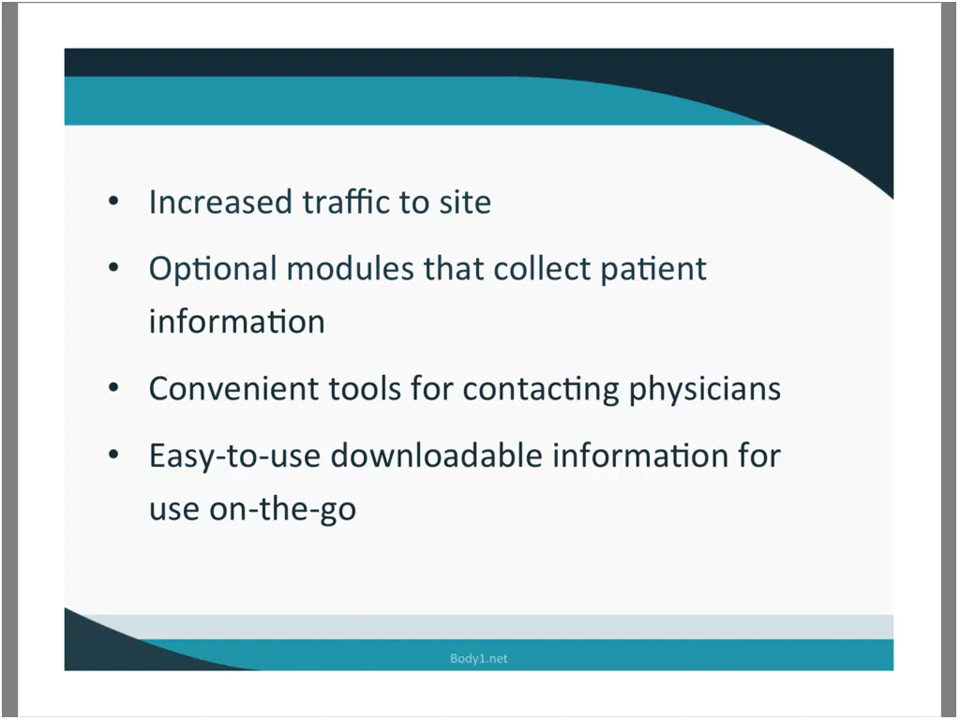 • Increased traffic to site
• Optional modules that collect patient
information
• Convenient tools for contacting physicians
• Easy-to-use downloadable information for
use on-the-go
Body1.net